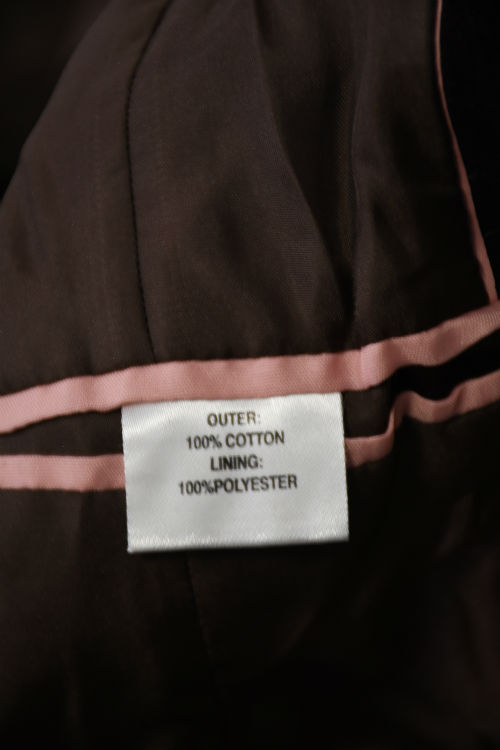 OUTER:
100% COTTON
LINING:
100%POLYESTER